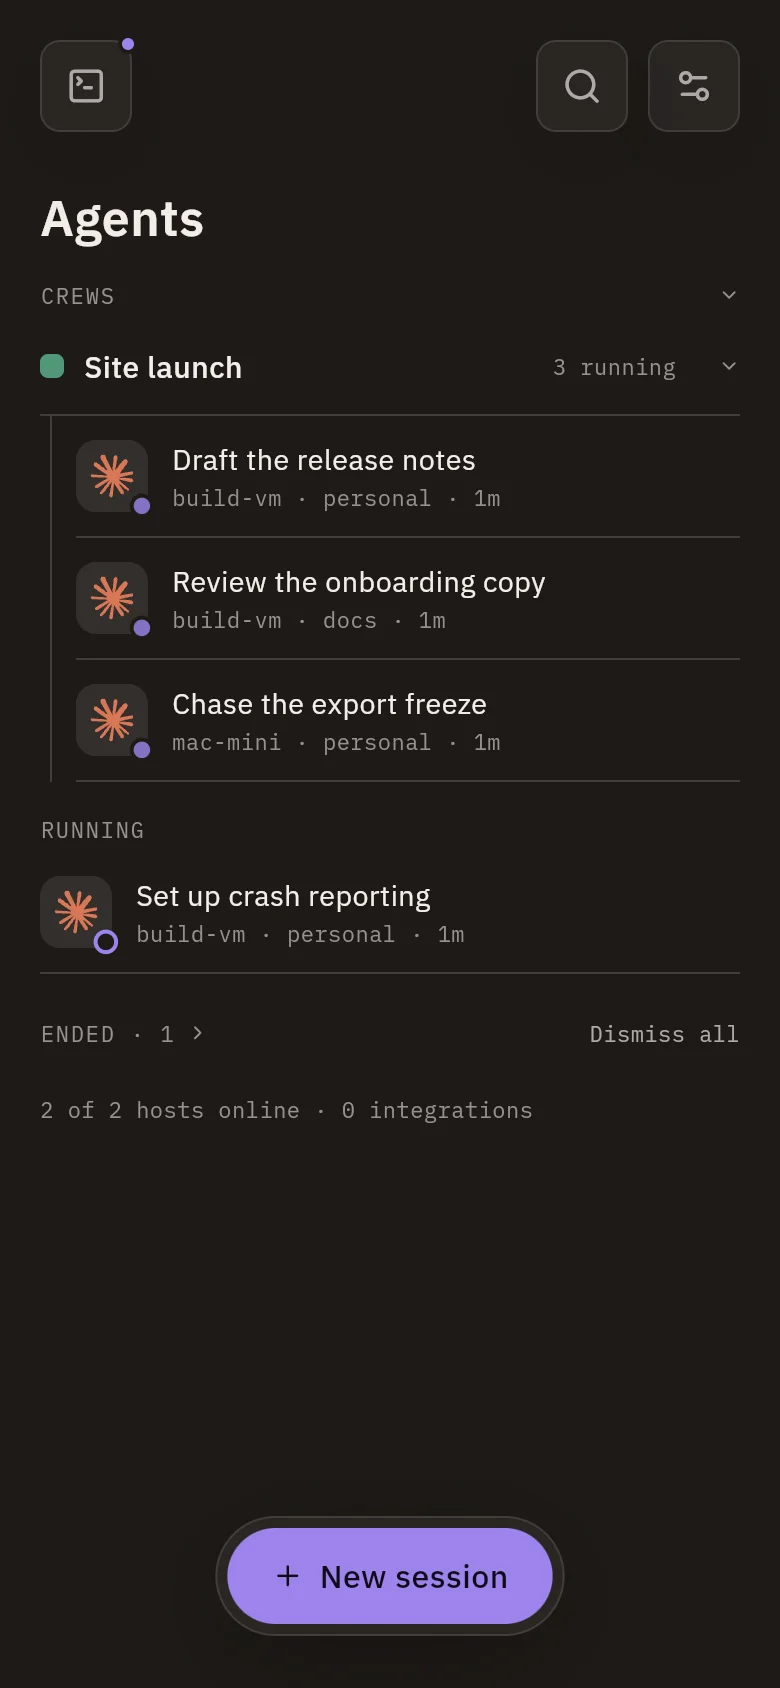 Agents
CREWS
Site launch 3 running
Draft the release notes
build-vm · personal · 1m
Review the onboarding copy
build-vm · docs · 1m
Chase the export freeze
mac-mini · personal · 1m
RUNNING
Set up crash reporting
build-vm · personal · 1m
ENDED · 1 Dismiss all
2 of 2 hosts online · 0 integrations
New session